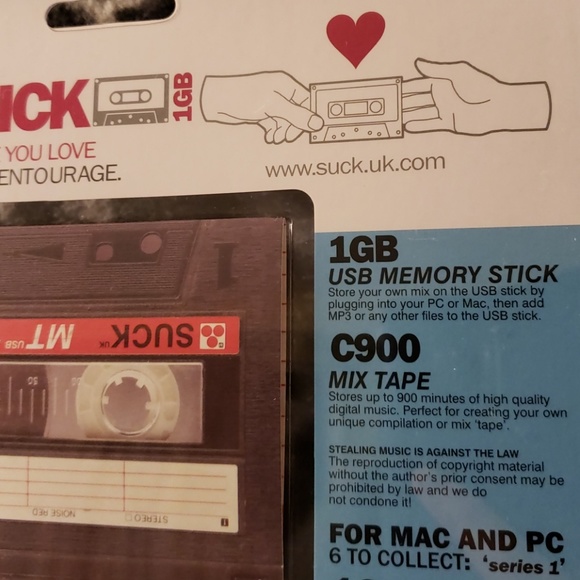 ICK
1GB
YOU LOVE
ENTOURAGE.
www.suck.uk.com
1
SUCK UK
MT USB
50
NOISE RED
STEREO
1GB
USB MEMORY STICK
Store your own mix on the USB stick by
plugging into your PC or Mac, then add
MP3 or any other files to the USB stick.
C900
MIX TAPE
Stores up to 900 minutes of high quality
digital music. Perfect for creating your own
unique compilation or mix 'tape'.
STEALING MUSIC IS AGAINST THE LAW
The reproduction of copyright material
without the author's prior consent may be
prohibited by law and we do
not condone it!
FOR MAC AND PC
6 TO COLLECT: 'series 1'